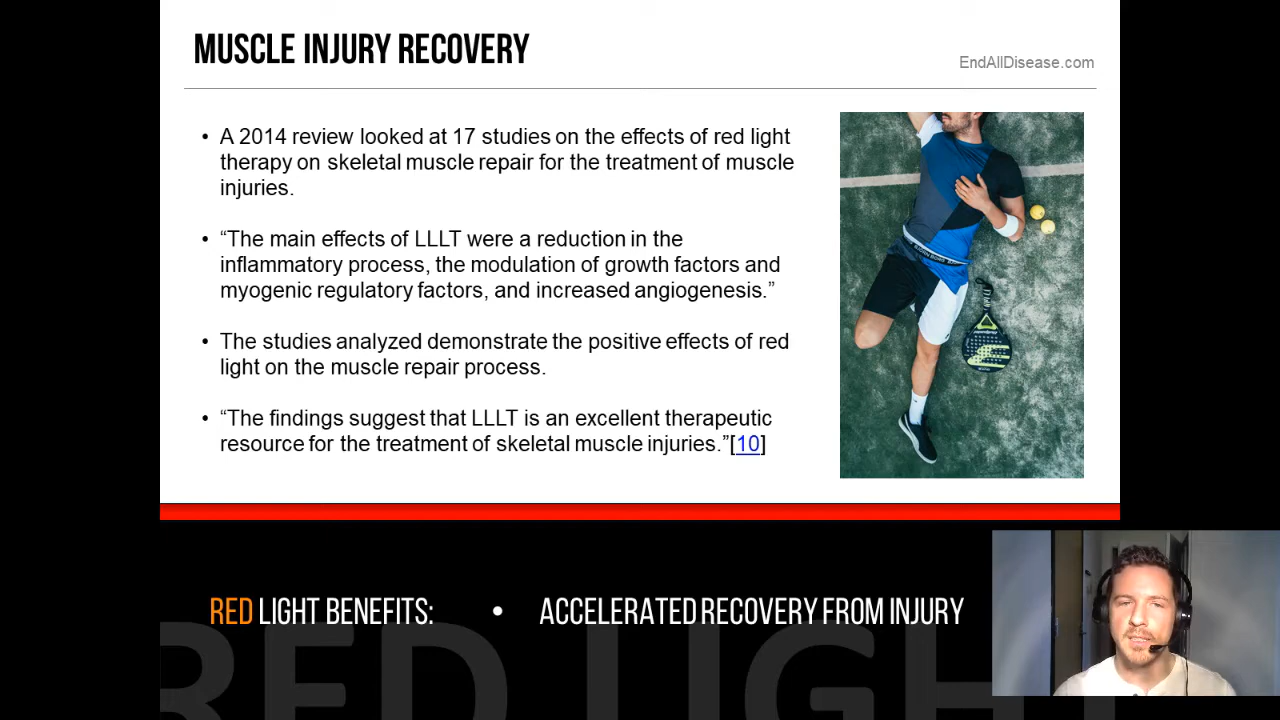 MUSCLE INJURY RECOVERY
EndAllDisease.com
• A 2014 review looked at 17 studies on the effects of red light
therapy on skeletal muscle repair for the treatment of muscle
injuries.
• “The main effects of LLLT were a reduction in the
inflammatory process, the modulation of growth factors and
myogenic regulatory factors, and increased angiogenesis.”
• The studies analyzed demonstrate the positive effects of red
light on the muscle repair process.
• “The findings suggest that LLLT is an excellent therapeutic
resource for the treatment of skeletal muscle injuries.”[10]
RED LIGHT BENEFITS: • ACCELERATED RECOVERY FROM INJURY
RED LIGH